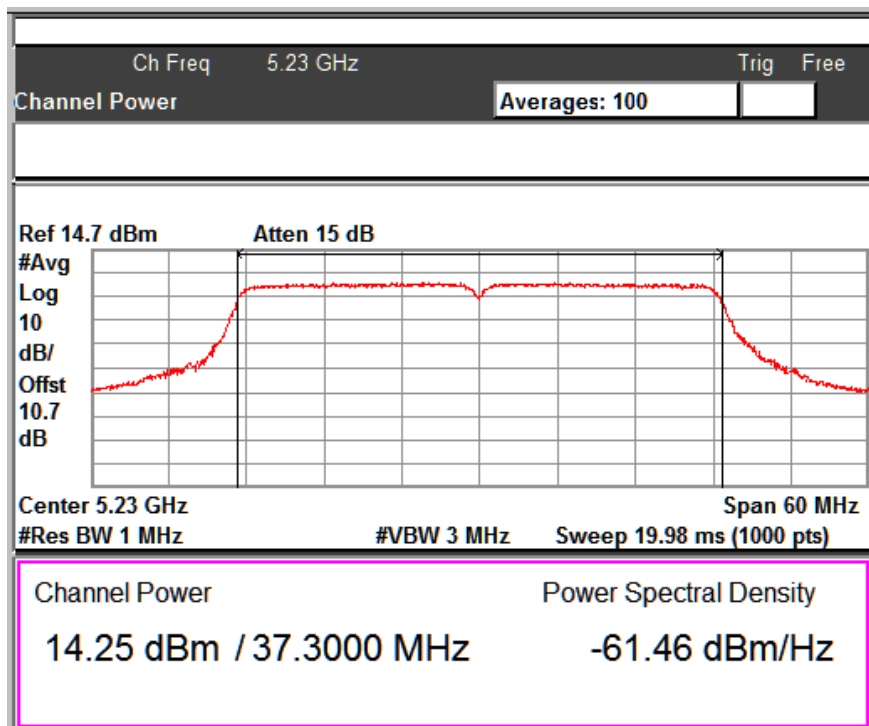 Ch Freq 5.23 GHz Trig Free
Channel Power Averages: 100
Ref 14.7 dBm Atten 15 dB
#Avg
Log
10
dB/
Offst
10.7
dB
Center 5.23 GHz Span 60 MHz
#Res BW 1 MHz #VBW 3 MHz Sweep 19.98 ms (1000 pts)
Channel Power Power Spectral Density
14.25 dBm / 37.3000 MHz -61.46 dBm/Hz